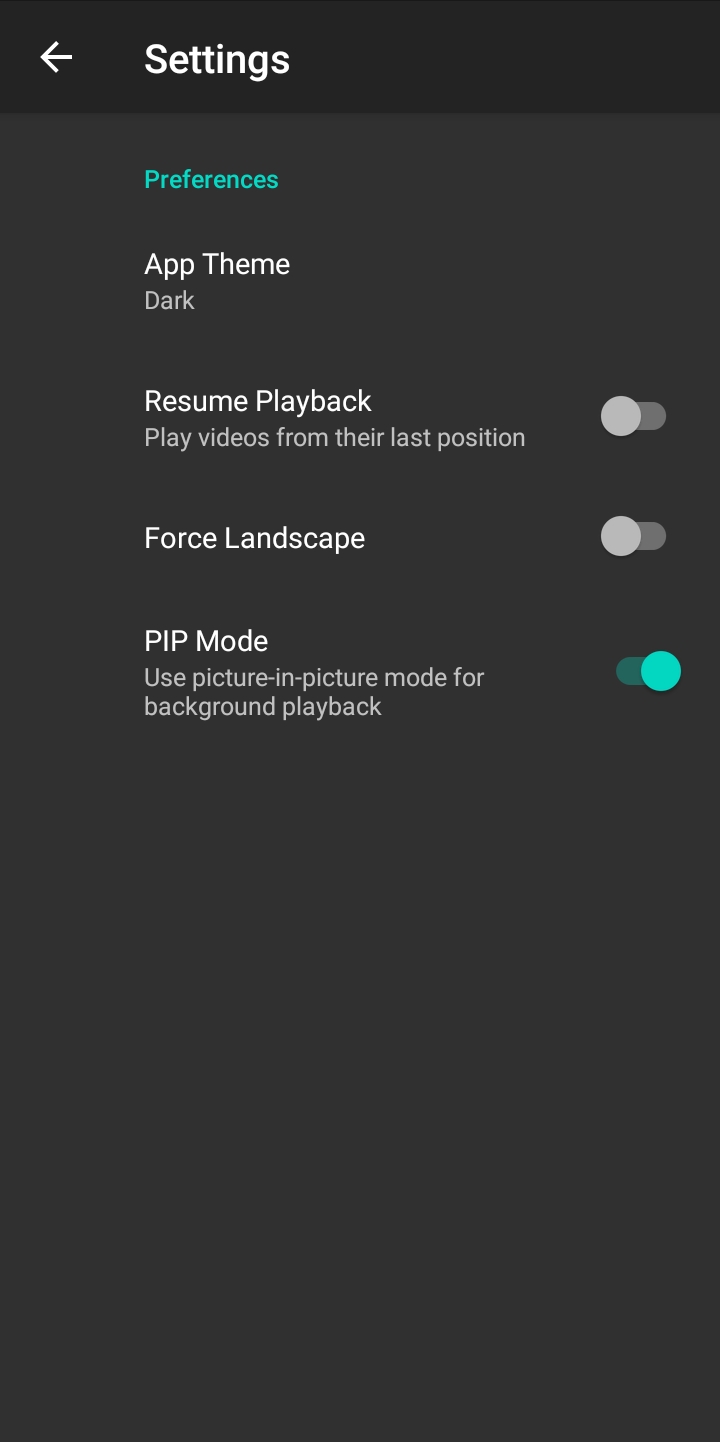 Settings
Preferences
App Theme
Dark
Resume Playback
Play videos from their last position
Force Landscape
PIP Mode
Use picture-in-picture mode for
background playback